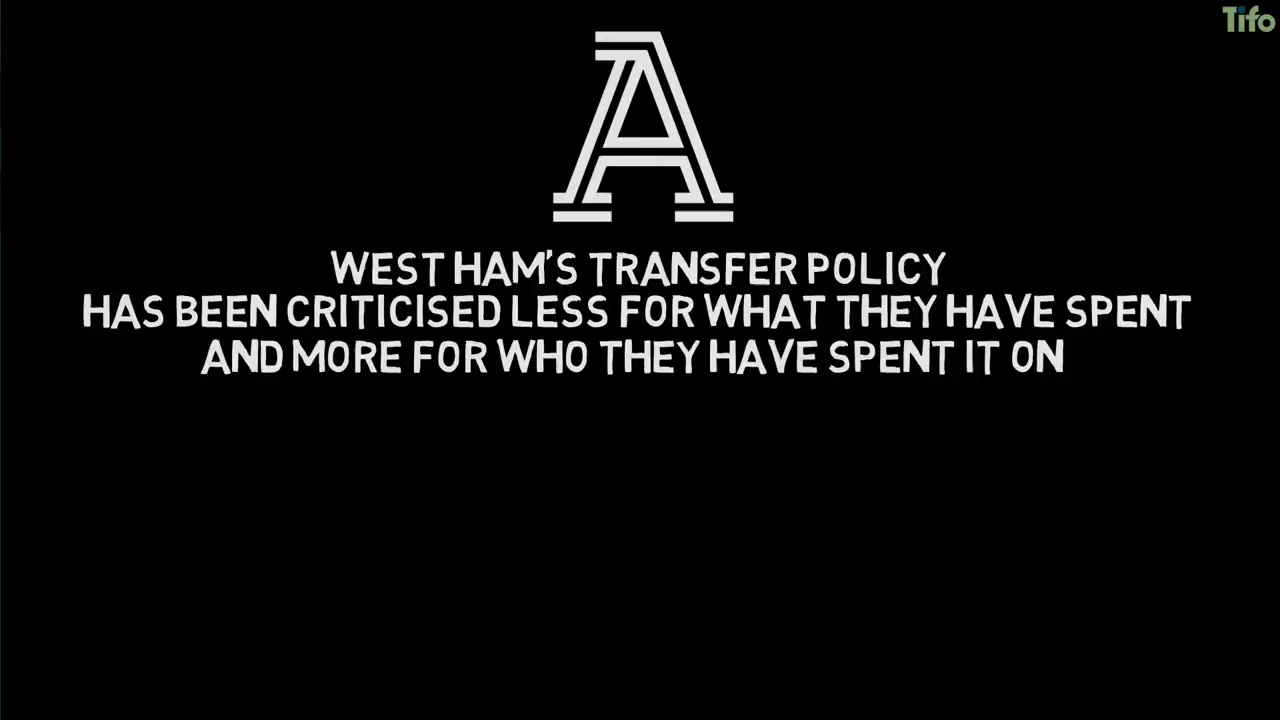 Tifo
A
WEST HAM'S TRANSFER POLICY
HAS BEEN CRITICISED LESS FOR WHAT THEY HAVE SPENT
AND MORE FOR WHO THEY HAVE SPENT IT ON